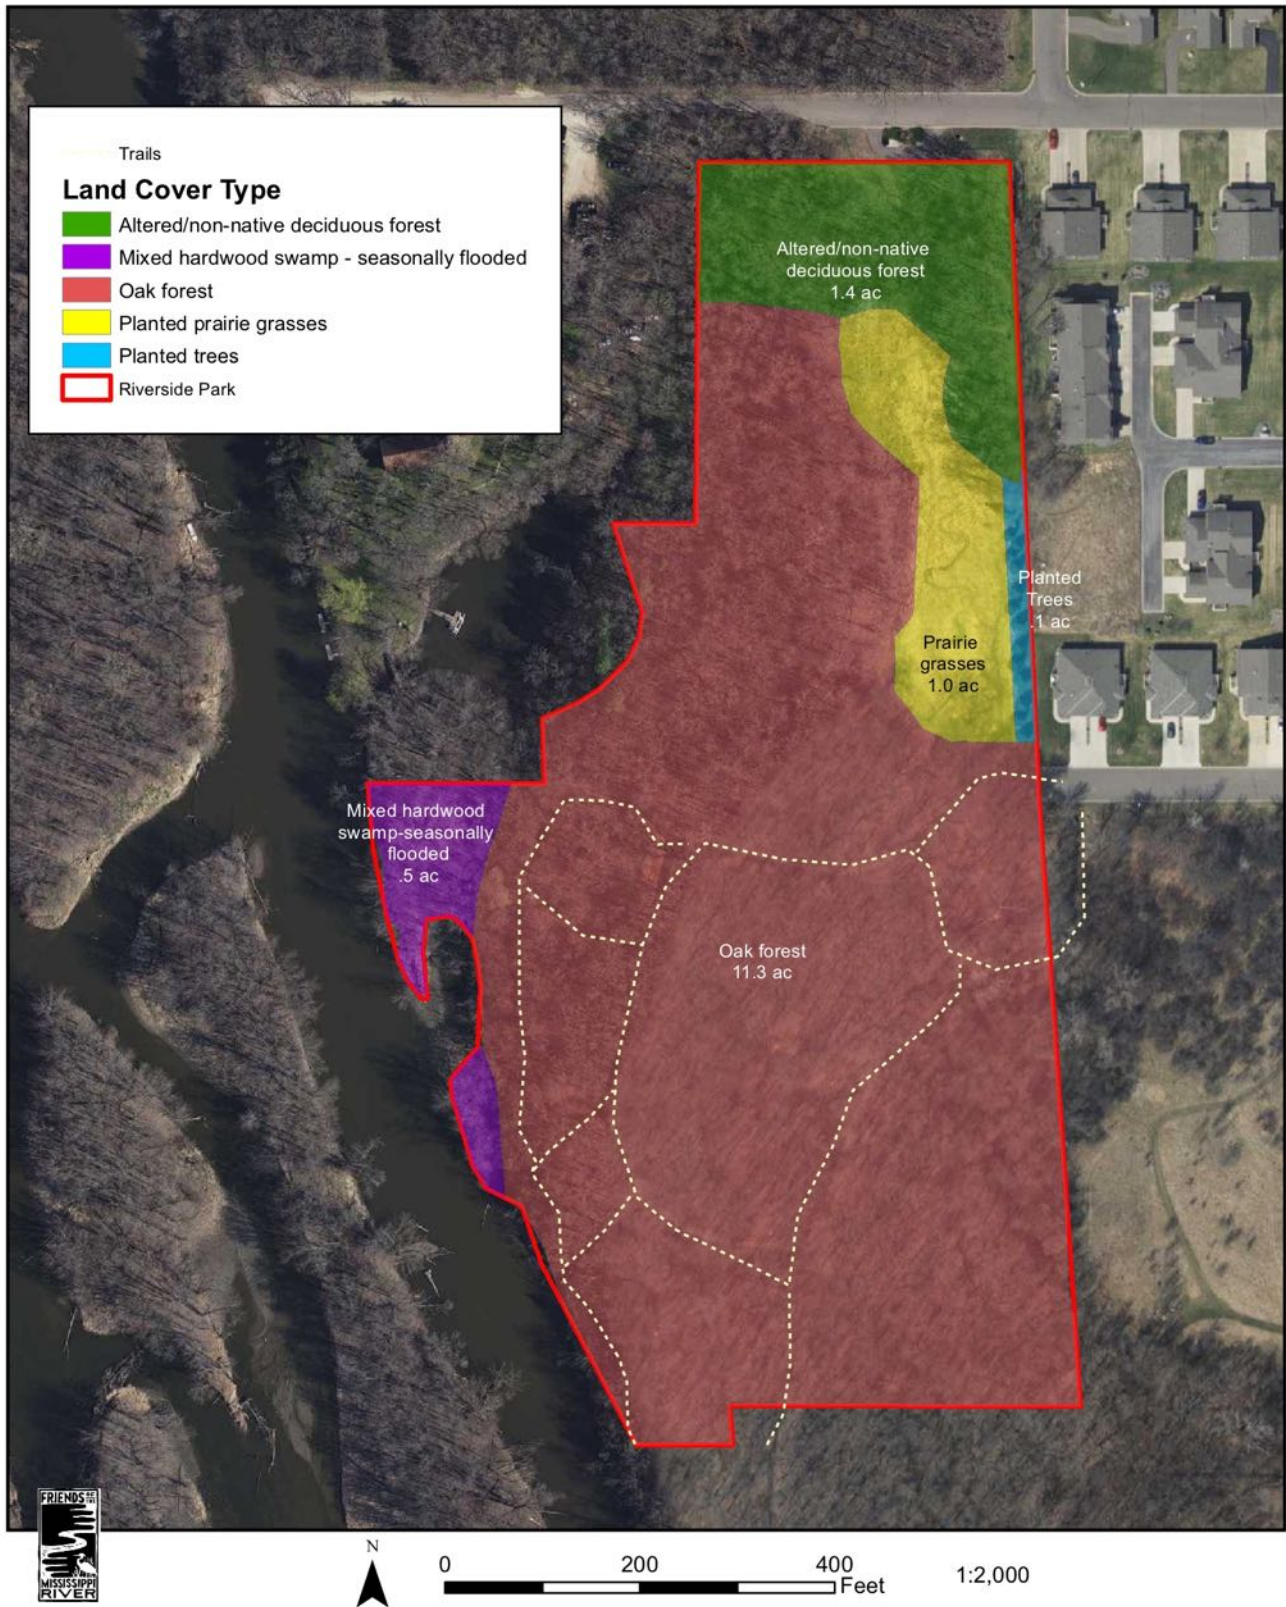 Trails
Land Cover Type
Altered/non-native deciduous forest
Mixed hardwood swamp - seasonally flooded
Oak forest
Planted prairie grasses
Planted trees
Riverside Park
Altered/non-native
deciduous forest
1.4 ac
Planted
Trees
.1 ac
Prairie
grasses
1.0 ac
Mixed hardwood
swamp-seasonally
flooded
.5 ac
Oak forest
11.3 ac
FRIENDS OF THE
MISSISSIPPI
RIVER
N
0 200 400
Feet
1:2,000